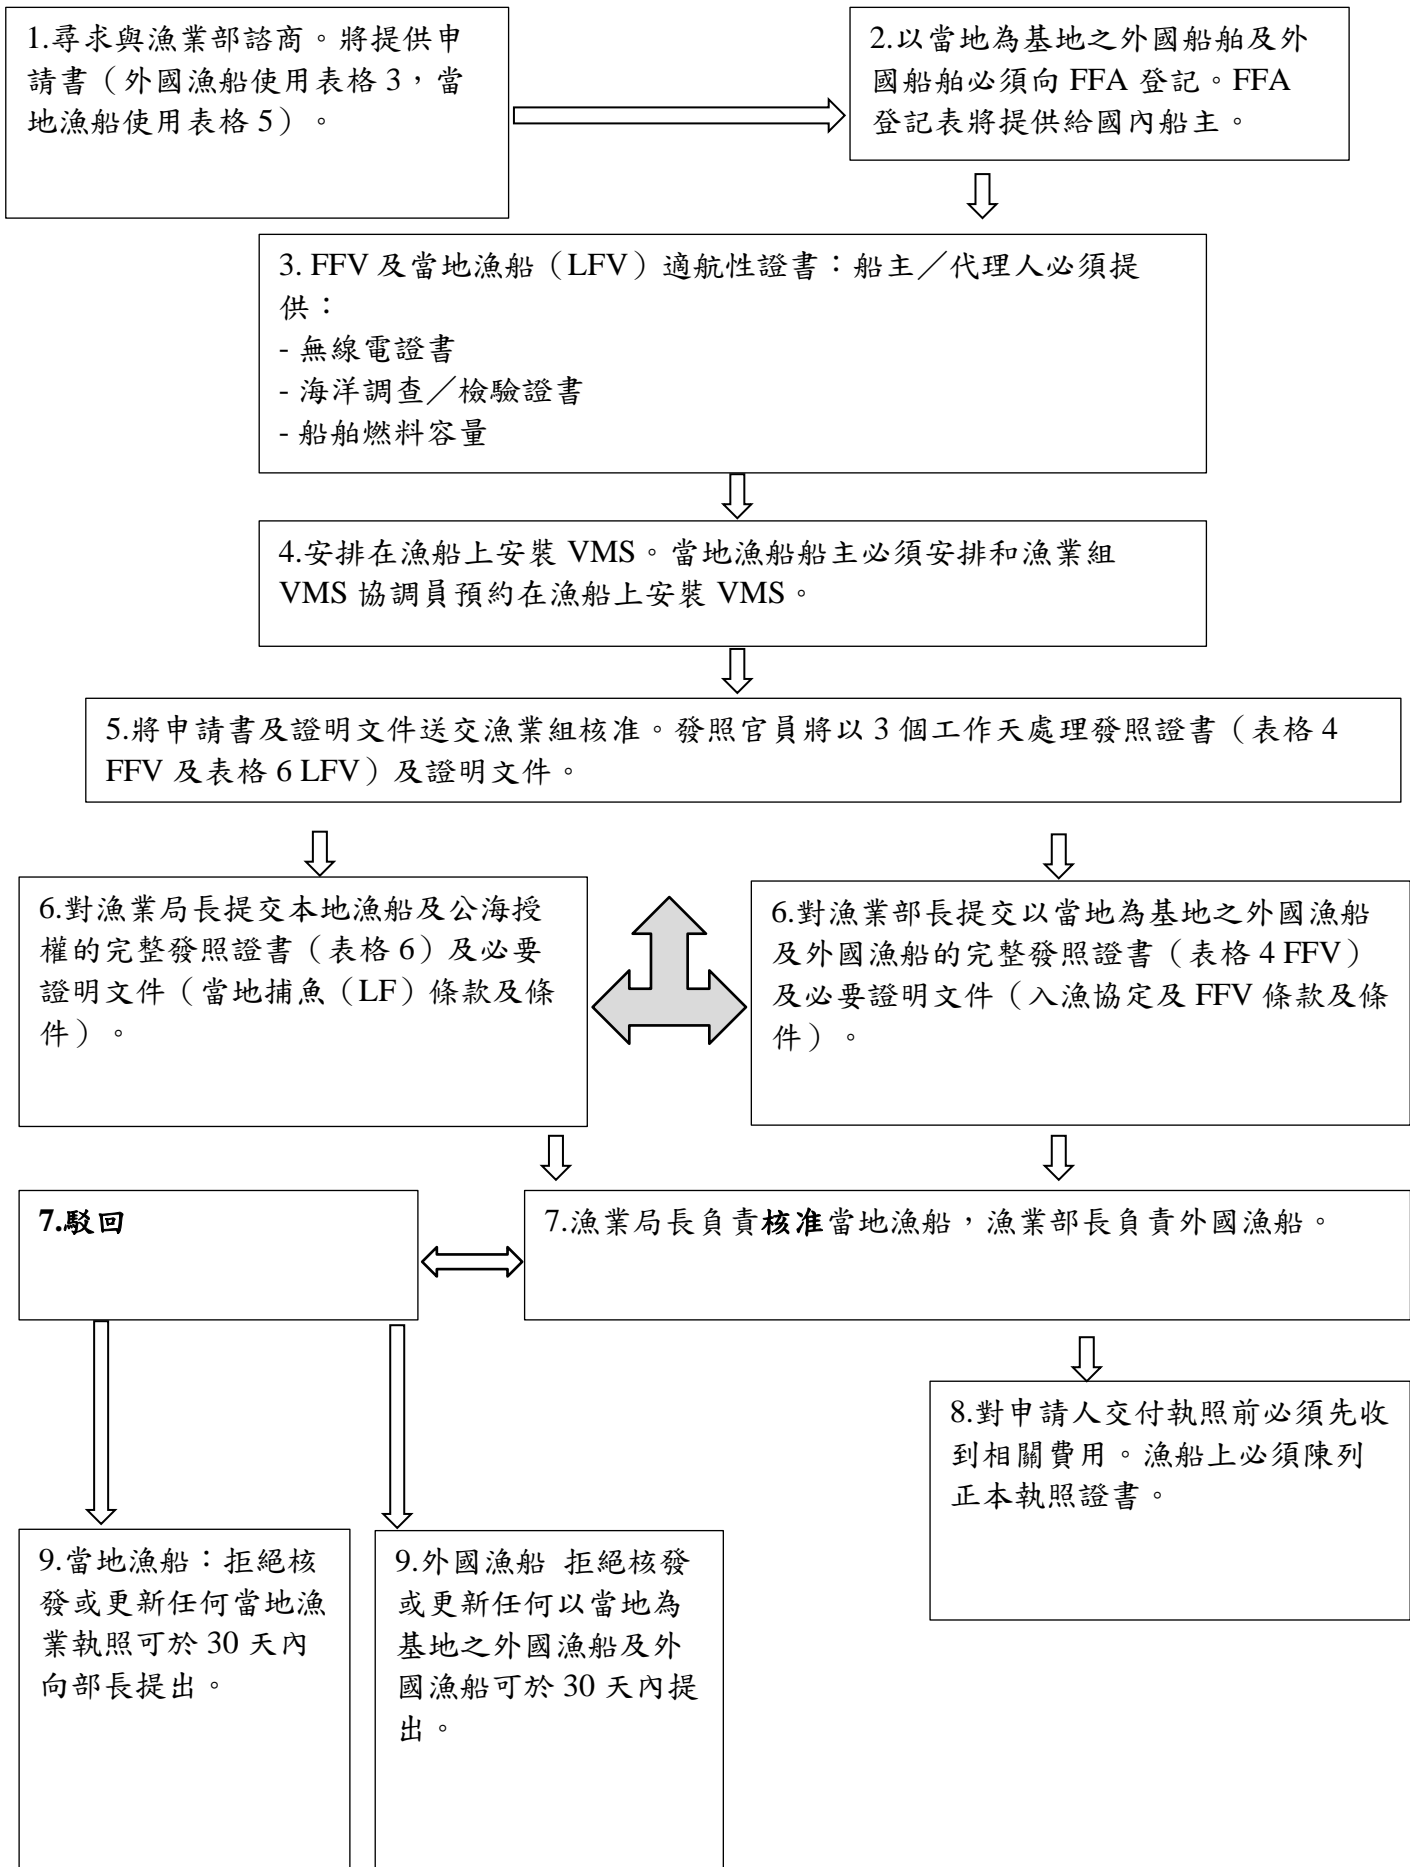 1.尋求與漁業部諮商。將提供申
請書（外國漁船使用表格 3，當
地漁船使用表格 5）。
2.以當地為基地之外國船舶及外
國船舶必須向 FFA 登記。FFA
登記表將提供給國內船主。
3. FFV 及當地漁船（LFV）適航性證書：船主／代理人必須提
供：
- 無線電證書
- 海洋調查／檢驗證書
- 船舶燃料容量
4.安排在漁船上安裝 VMS。當地漁船船主必須安排和漁業組
VMS 協調員預約在漁船上安裝 VMS。
5.將申請書及證明文件送交漁業組核准。發照官員將以 3 個工作天處理發照證書（表格 4
FFV 及表格 6 LFV）及證明文件。
6.對漁業局長提交本地漁船及公海授
權的完整發照證書（表格 6）及必要
證明文件（當地捕魚（LF）條款及條
件）。
6.對漁業部長提交以當地為基地之外國漁船
及外國漁船的完整發照證書（表格 4 FFV）
及必要證明文件（入漁協定及 FFV 條款及條
件）。
7.駁回
7.漁業局長負責核准當地漁船，漁業部長負責外國漁船。
8.對申請人交付執照前必須先收
到相關費用。漁船上必須陳列
正本執照證書。
9.當地漁船：拒絕核
發或更新任何當地漁
業執照可於 30 天內
向部長提出。
9.外國漁船 拒絕核發
或更新任何以當地為
基地之外國漁船及外
國漁船可於 30 天內提
出。